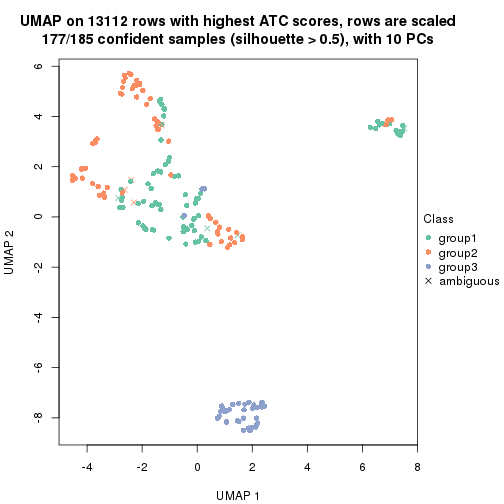 UMAP on 13112 rows with highest ATC scores, rows are scaled
177/185 confident samples (silhouette > 0.5), with 10 PCs
6
4
2
0
-2
-4
-6
-8
UMAP 2
-4
-2
0
2
4
6
8
UMAP 1
Class
group1
group2
group3
ambiguous